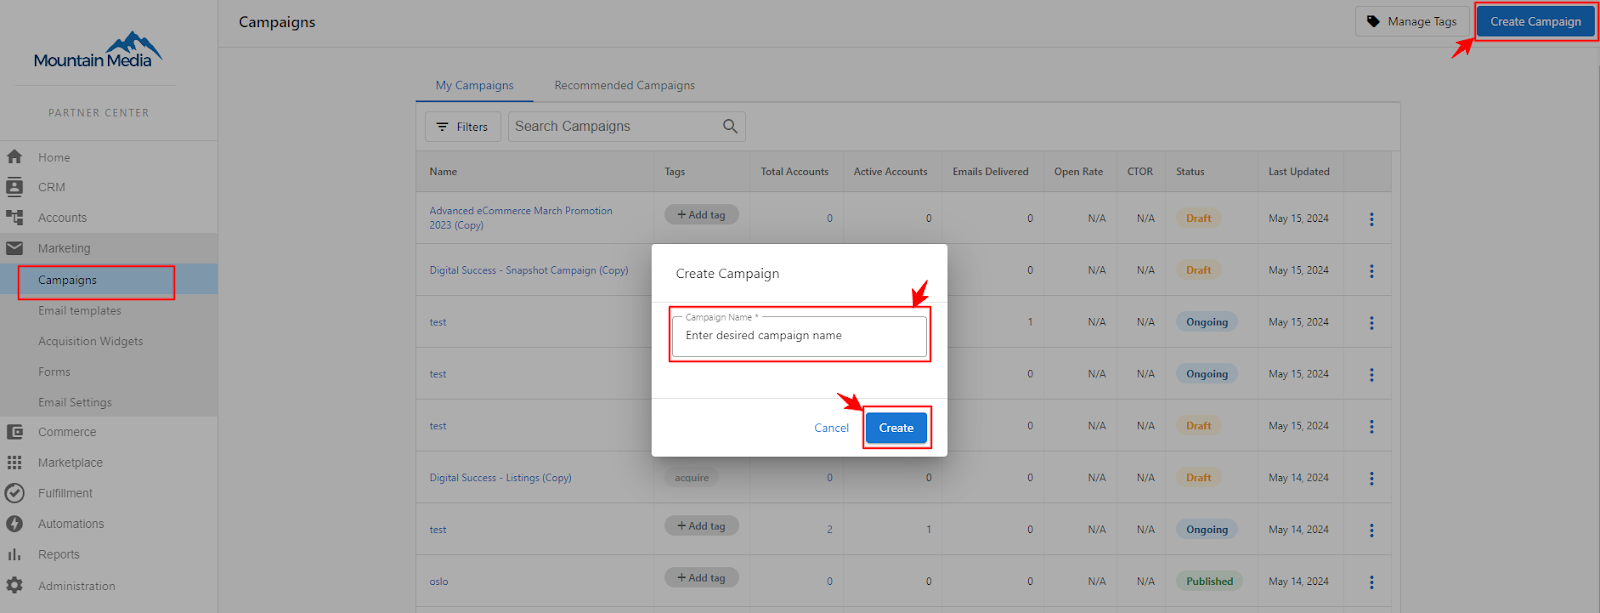 Mountain Media
PARTNER CENTER
Home
CRM
Accounts
Marketing
Campaigns
Email templates
Acquisition Widgets
Forms
Email Settings
Commerce
Marketplace
Fulfillment
Automations
Reports
Administration
Campaigns
Manage Tags
Create Campaign
My Campaigns
Recommended Campaigns
Filters
Search Campaigns
Name Tags Total Accounts Active Accounts Emails Delivered Open Rate CTOR Status Last Updated
Advanced eCommerce March Promotion
2023 (Copy)
+ Add tag 0 0 0 N/A N/A Draft May 15, 2024
Digital Success - Snapshot Campaign (Copy) 0 N/A N/A Draft May 15, 2024
test 1 N/A N/A Ongoing May 15, 2024
test 0 N/A N/A Ongoing May 15, 2024
test 0 N/A N/A Draft May 15, 2024
Digital Success - Listings (Copy) acquire 0 0 0 N/A N/A Draft May 14, 2024
test + Add tag 2 1 0 N/A N/A Ongoing May 14, 2024
oslo + Add tag 0 0 0 N/A N/A Published May 14, 2024
Create Campaign
Campaign Name *
Enter desired campaign name
Cancel
Create